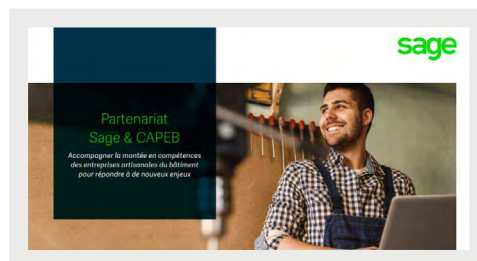 sage
Partenariat
Sage & CAPEB
Accompagner la montée en compétences
des entreprises artisanales du bâtiment
pour répondre à de nouveaux enjeux